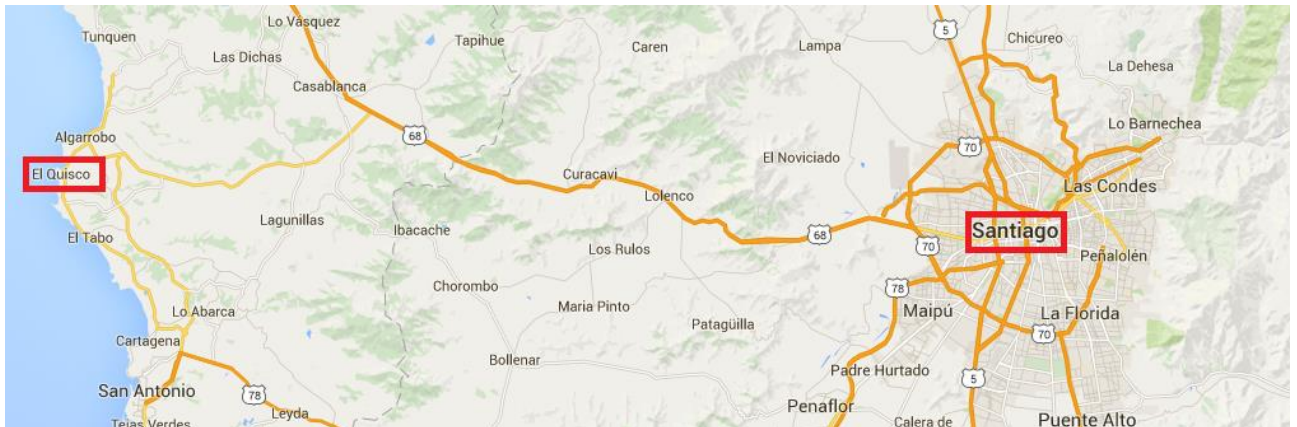 Lo Vásquez
Tunquen
Las Dichas
Tapihue
Caren
Lampa
5
Chicureo
La Dehesa
Casablanca
68
Lo Barnechea
Algarrobo
70
El Noviciado
El Quisco
Curacavi
Lolenco
Las Condes
Lagunillas
Ibacache
El Tabo
68
Santiago
Los Rulos
70
Peñalolén
Chorombo
78
Lo Abarca
Maria Pinto
Maipú
La Florida
Patagüilla
Cartagena
70
Bollenar
Padre Hurtado
5
San Antonio
78
Leyda
Penaflor
Puente Alto
Tejas Verdes
Calera de